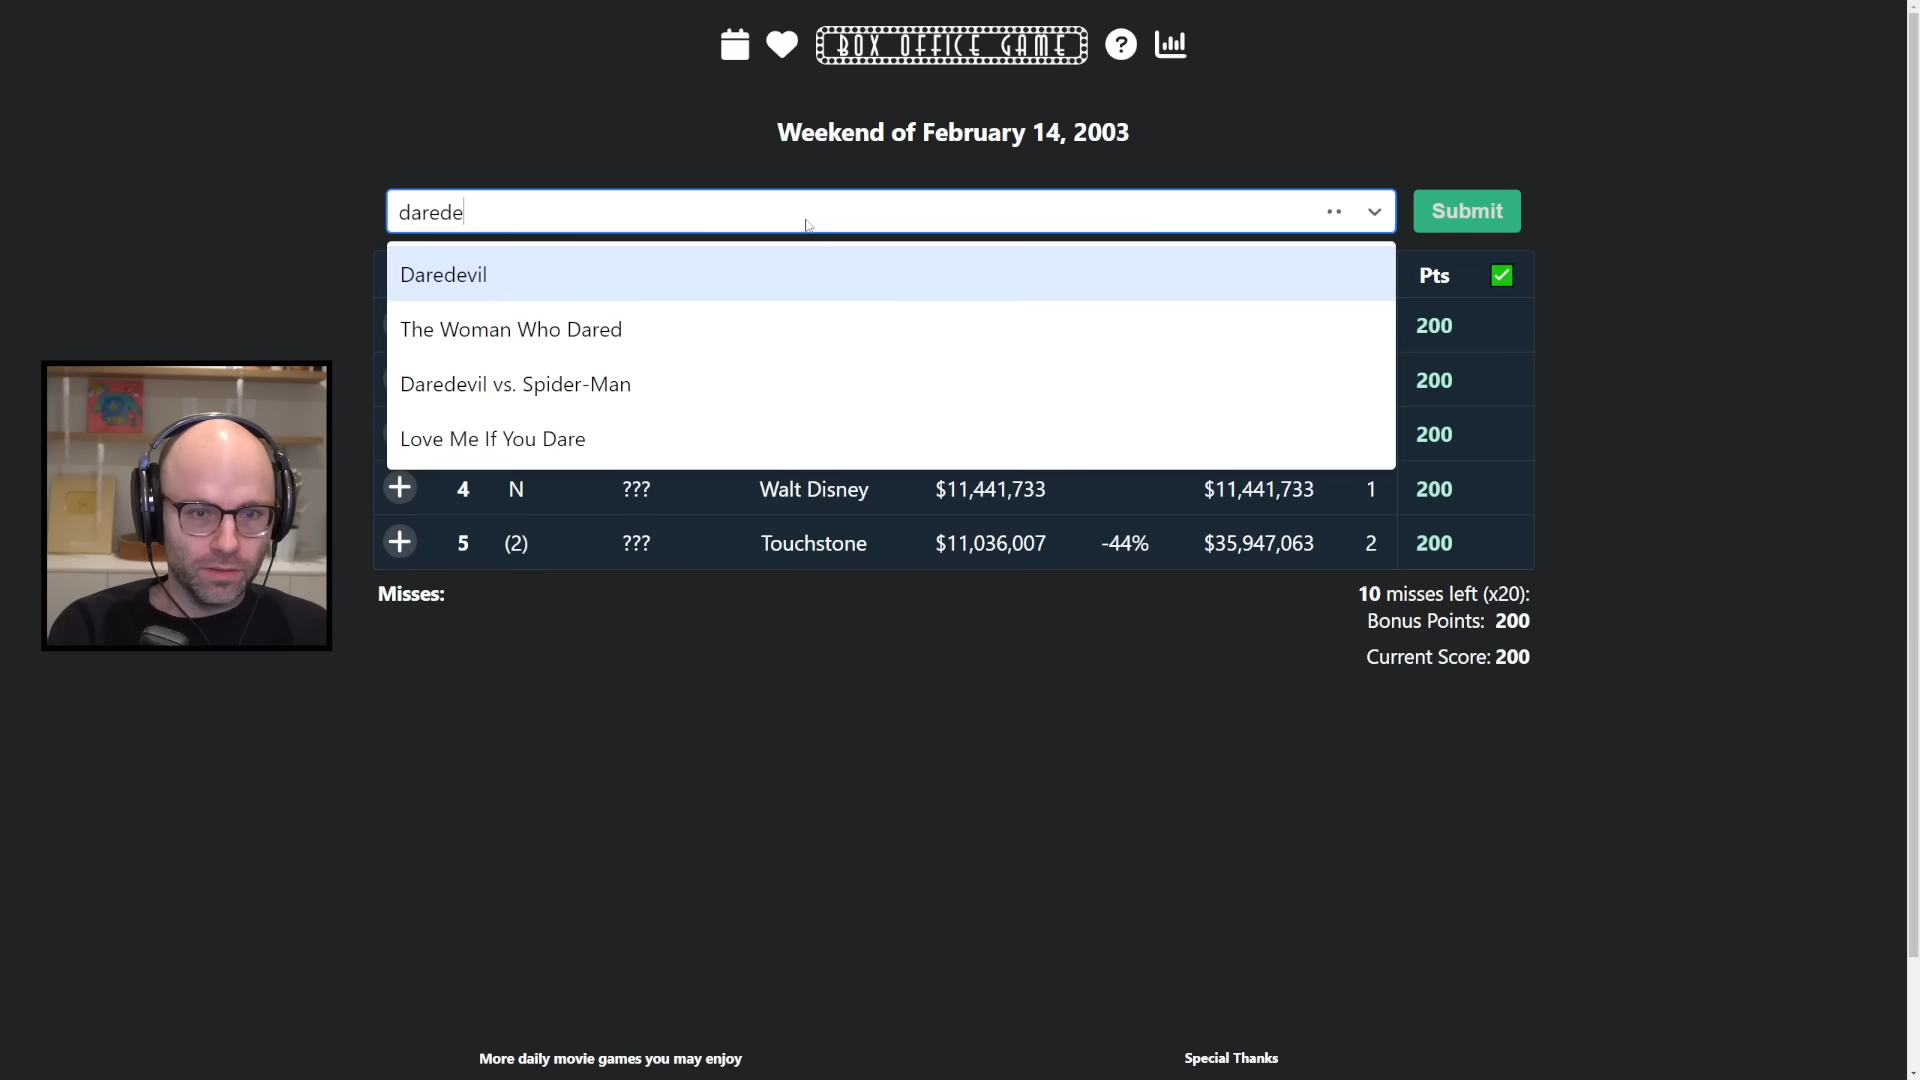 BOX OFFICE GAME
Weekend of February 14, 2003
darede
Submit
Daredevil
The Woman Who Dared
Daredevil vs. Spider-Man
Love Me If You Dare
Pts
200
200
200
4 N ??? Walt Disney $11,441,733 $11,441,733 1 200
5 (2) ??? Touchstone $11,036,007 -44% $35,947,063 2 200
Misses:
10 misses left (x20):
Bonus Points: 200
Current Score: 200
More daily movie games you may enjoy
Special Thanks